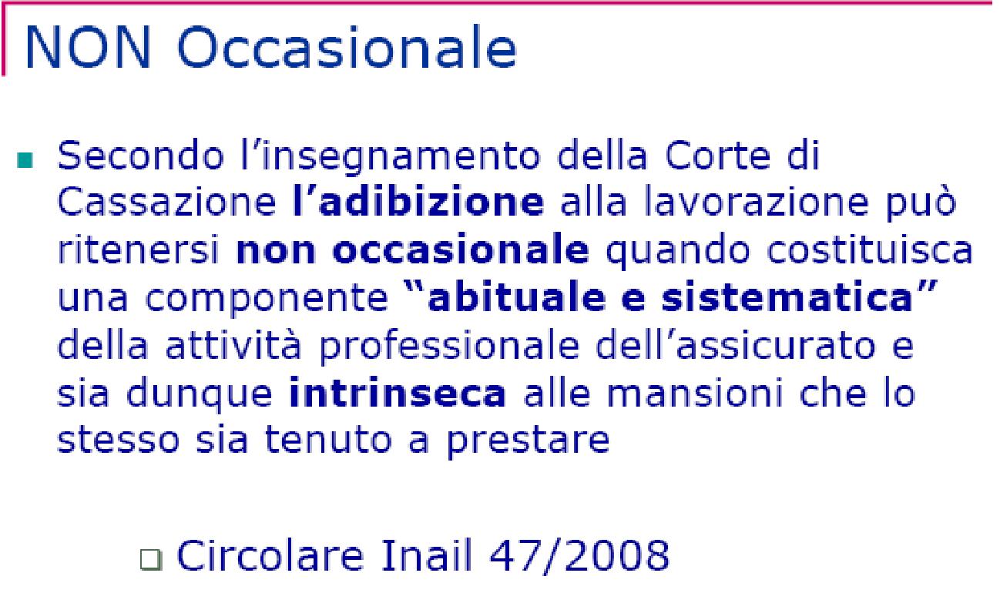 NON Occasionale
Secondo l’insegnamento della Corte di
Cassazione l’adibizione alla lavorazione può
ritenersi non occasionale quando costituisca
una componente “abituale e sistematica”
della attività professionale dell’assicurato e
sia dunque intrinseca alle mansioni che lo
stesso sia tenuto a prestare
Circolare Inail 47/2008